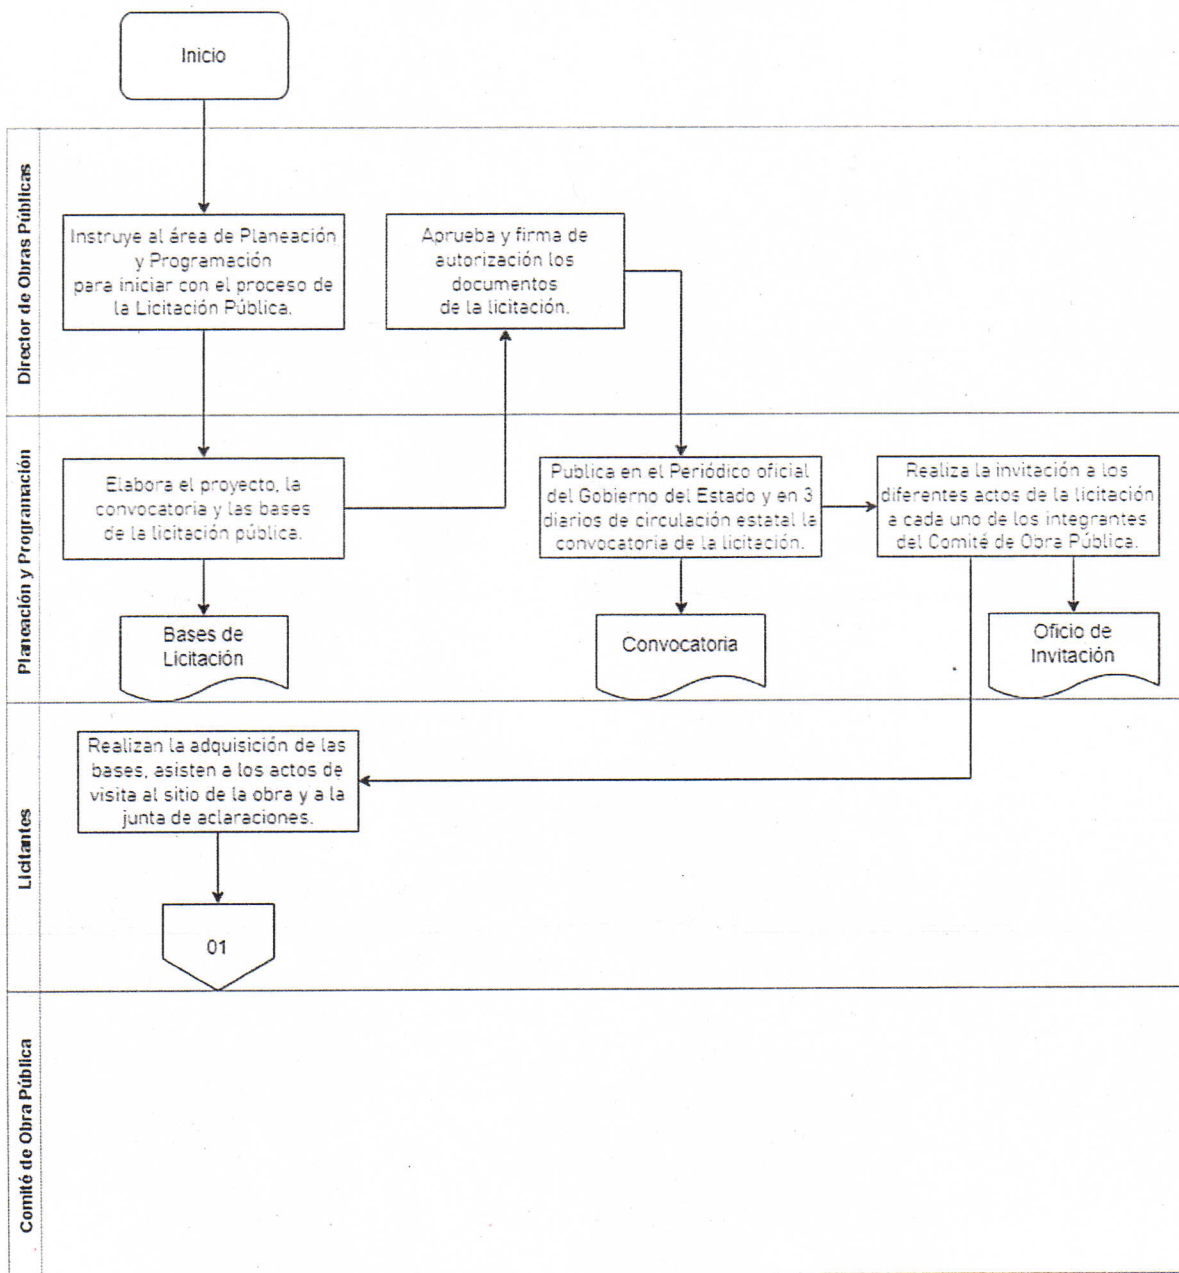 Inicio
Director de Obras Públicas
Instruye al área de Planeación
y Programación
para iniciar con el proceso de
la Licitación Pública.
Aprueba y firma de
autorización los
documentos
de la licitación.
Planeación y Programación
Elabora el proyecto, la
convocatoria y las bases
de la licitación pública.
Publica en el Periódico oficial
del Gobierno del Estado y en 3
diarios de circulación estatal la
convocatoria de la licitación.
Realiza la invitación a los
diferentes actos de la licitación
a cada uno de los integrantes
del Comité de Obra Pública.
Bases de
Licitación
Convocatoria
Oficio de
Invitación
Licitantes
Realizan la adquisición de las
bases, asisten a los actos de
visita al sitio de la obra y a la
junta de aclaraciones.
01
Comité de Obra Pública